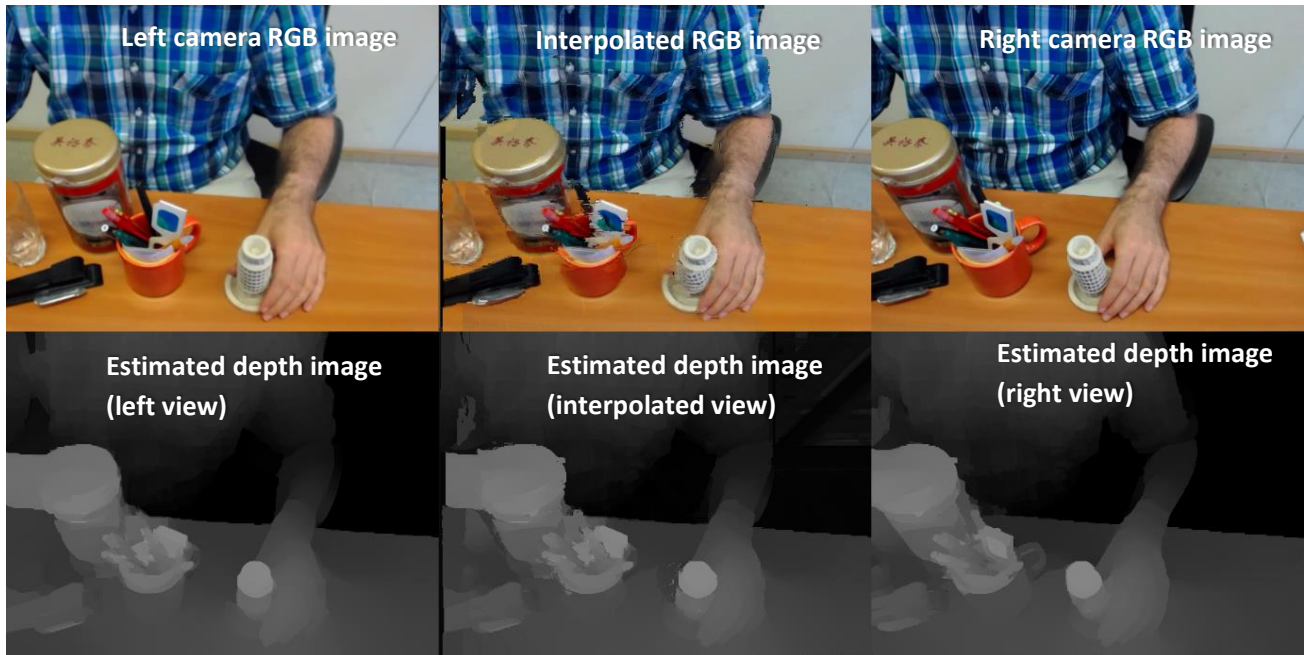 Left camera RGB image
Interpolated RGB image
Right camera RGB image
Estimated depth image
(left view)
Estimated depth image
(interpolated view)
Estimated depth image
(right view)